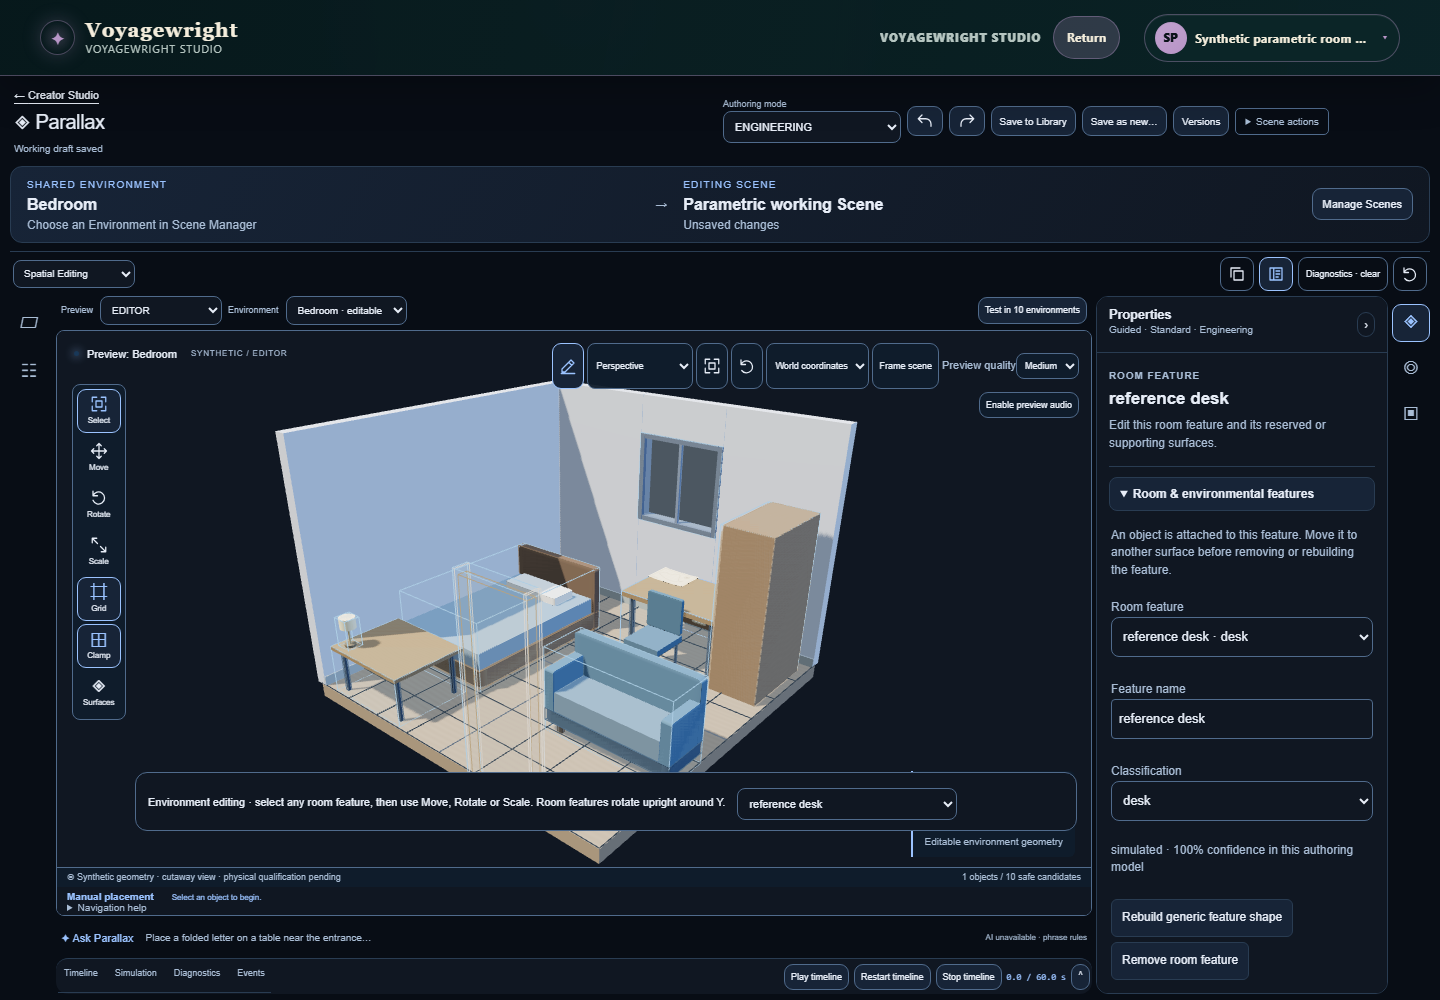 Voyagewright
VOYAGEWRIGHT STUDIO
VOYAGEWRIGHT STUDIO
Return
SP
Synthetic parametric room ...
← Creator Studio
Parallax
Working draft saved
Authoring mode
ENGINEERING
Save to Library
Save as new...
Versions
Scene actions
SHARED ENVIRONMENT
Bedroom
Choose an Environment in Scene Manager
→
EDITING SCENE
Parametric working Scene
Unsaved changes
Manage Scenes
Spatial Editing
Diagnostics · clear
Preview
EDITOR
Environment
Bedroom · editable
Test in 10 environments
Preview: Bedroom
SYNTHETIC / EDITOR
Perspective
World coordinates
Frame scene
Preview quality
Medium
Enable preview audio
Select
Move
Rotate
Scale
Grid
Clamp
Surfaces
Environment editing · select any room feature, then use Move, Rotate or Scale. Room features rotate upright around Y.
reference desk
Editable environment geometry
Synthetic geometry · cutaway view · physical qualification pending
1 objects / 10 safe candidates
Manual placement
Select an object to begin.
Navigation help
Ask Parallax
Place a folded letter on a table near the entrance...
AI unavailable · phrase rules
Timeline
Simulation
Diagnostics
Events
Play timeline
Restart timeline
Stop timeline
0.0 / 60.0 s
Properties
Guided · Standard · Engineering
ROOM FEATURE
reference desk
Edit this room feature and its reserved or
supporting surfaces.
Room & environmental features
An object is attached to this feature. Move it to
another surface before removing or rebuilding
the feature.
Room feature
reference desk · desk
Feature name
reference desk
Classification
desk
simulated · 100% confidence in this authoring
model
Rebuild generic feature shape
Remove room feature